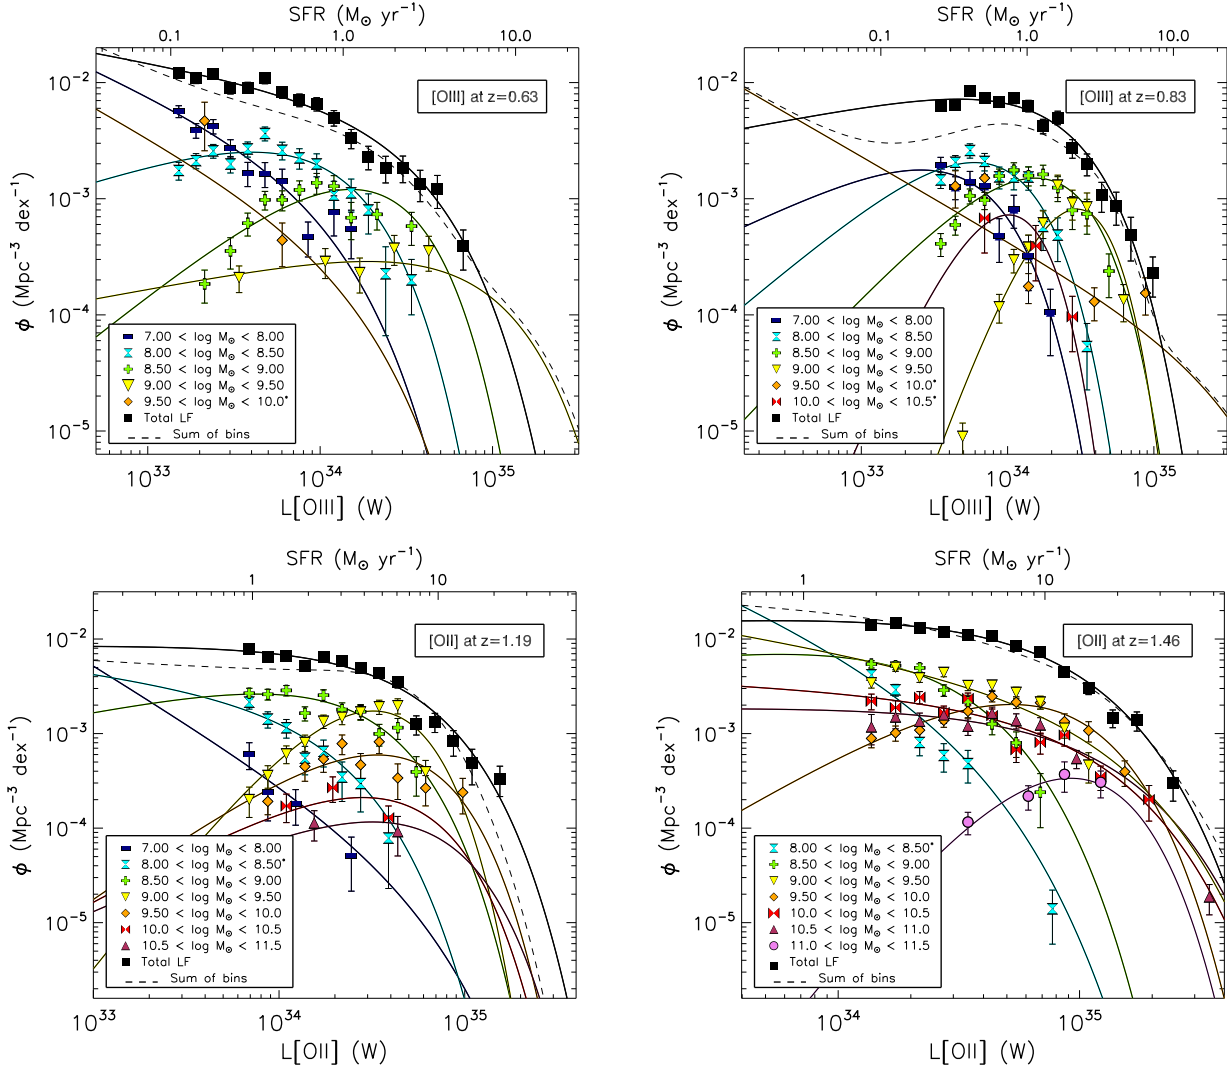 SFR (M⊙ yr⁻¹)
0.1 1.0 10.0
[OIII] at z=0.63
ϕ (Mpc⁻³ dex⁻¹)
10⁻²
10⁻³
10⁻⁴
10⁻⁵
7.00 < log M⊙ < 8.00
8.00 < log M⊙ < 8.50
8.50 < log M⊙ < 9.00
9.00 < log M⊙ < 9.50
9.50 < log M⊙ < 10.0*
Total LF
Sum of bins
10³³ 10³⁴ 10³⁵
L[OIII] (W)
SFR (M⊙ yr⁻¹)
0.1 1.0 10.0
[OIII] at z=0.83
ϕ (Mpc⁻³ dex⁻¹)
10⁻²
10⁻³
10⁻⁴
10⁻⁵
7.00 < log M⊙ < 8.00
8.00 < log M⊙ < 8.50
8.50 < log M⊙ < 9.00
9.00 < log M⊙ < 9.50
9.50 < log M⊙ < 10.0*
10.0 < log M⊙ < 10.5*
Total LF
Sum of bins
10³³ 10³⁴ 10³⁵
L[OIII] (W)
SFR (M⊙ yr⁻¹)
1 10
[OII] at z=1.19
ϕ (Mpc⁻³ dex⁻¹)
10⁻²
10⁻³
10⁻⁴
10⁻⁵
7.00 < log M⊙ < 8.00
8.00 < log M⊙ < 8.50*
8.50 < log M⊙ < 9.00
9.00 < log M⊙ < 9.50
9.50 < log M⊙ < 10.0
10.0 < log M⊙ < 10.5
10.5 < log M⊙ < 11.5
Total LF
Sum of bins
10³³ 10³⁴ 10³⁵
L[OII] (W)
SFR (M⊙ yr⁻¹)
1 10
[OII] at z=1.46
ϕ (Mpc⁻³ dex⁻¹)
10⁻²
10⁻³
10⁻⁴
10⁻⁵
8.00 < log M⊙ < 8.50*
8.50 < log M⊙ < 9.00
9.00 < log M⊙ < 9.50
9.50 < log M⊙ < 10.0
10.0 < log M⊙ < 10.5
10.5 < log M⊙ < 11.0
11.0 < log M⊙ < 11.5
Total LF
Sum of bins
10³⁴ 10³⁵
L[OII] (W)